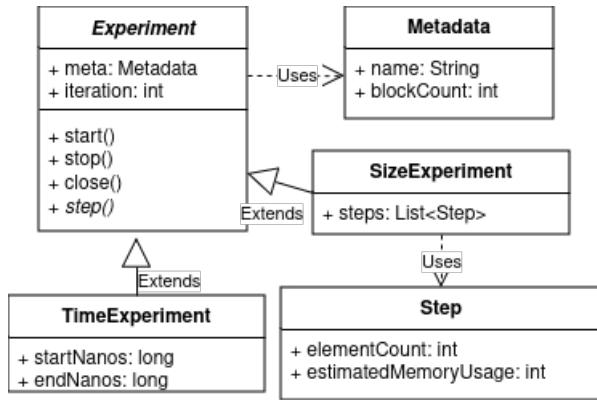 Experiment
+ meta: Metadata
+ iteration: int
+ start()
+ stop()
+ close()
+ step()
Uses
Metadata
+ name: String
+ blockCount: int
Extends
SizeExperiment
+ steps: List<Step>
Extends
Uses
TimeExperiment
+ startNanos: long
+ endNanos: long
Step
+ elementCount: int
+ estimatedMemoryUsage: int